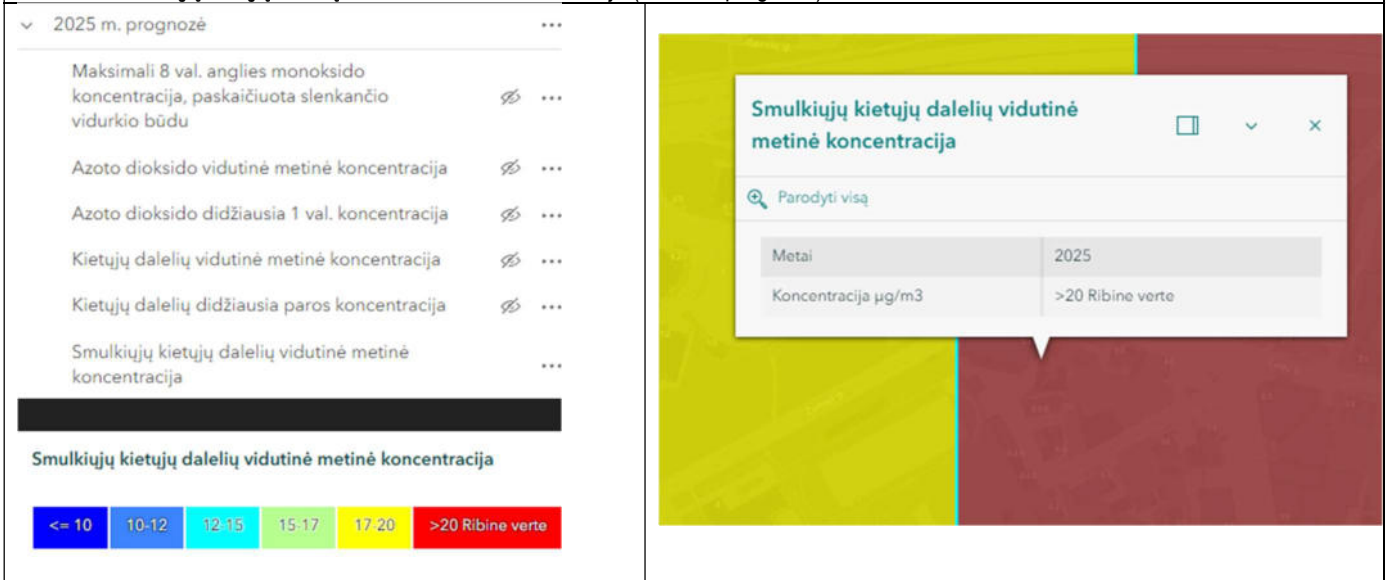 2025 m. prognozė
Maksimali 8 val. anglies monoksido
koncentracija, paskaičiuota slenkančio
vidurkio būdu
Azoto dioksido vidutinė metinė koncentracija
Azoto dioksido didžiausia 1 val. koncentracija
Kietųjų dalelių vidutinė metinė koncentracija
Kietųjų dalelių didžiausia paros koncentracija
Smulkiųjų kietųjų dalelių vidutinė metinė
koncentracija
Smulkiųjų kietųjų dalelių vidutinė metinė koncentracija
<= 10 10-12 12-15 15-17 17-20 >20 Ribine verte
Smulkiųjų kietųjų dalelių vidutinė
metinė koncentracija
Parodyti visą
Metai 2025
Koncentracija µg/m3 >20 Ribine verte